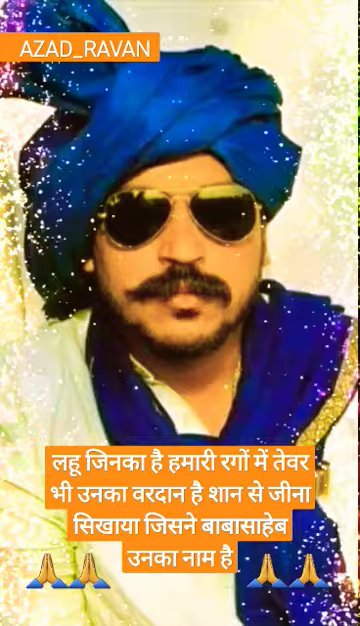 AZAD_RAVAN
लहू जिनका है हमारी रगों में तेवर
भी उनका वरदान है शान से जीना
सिखाया जिसने बाबासाहेब
उनका नाम है